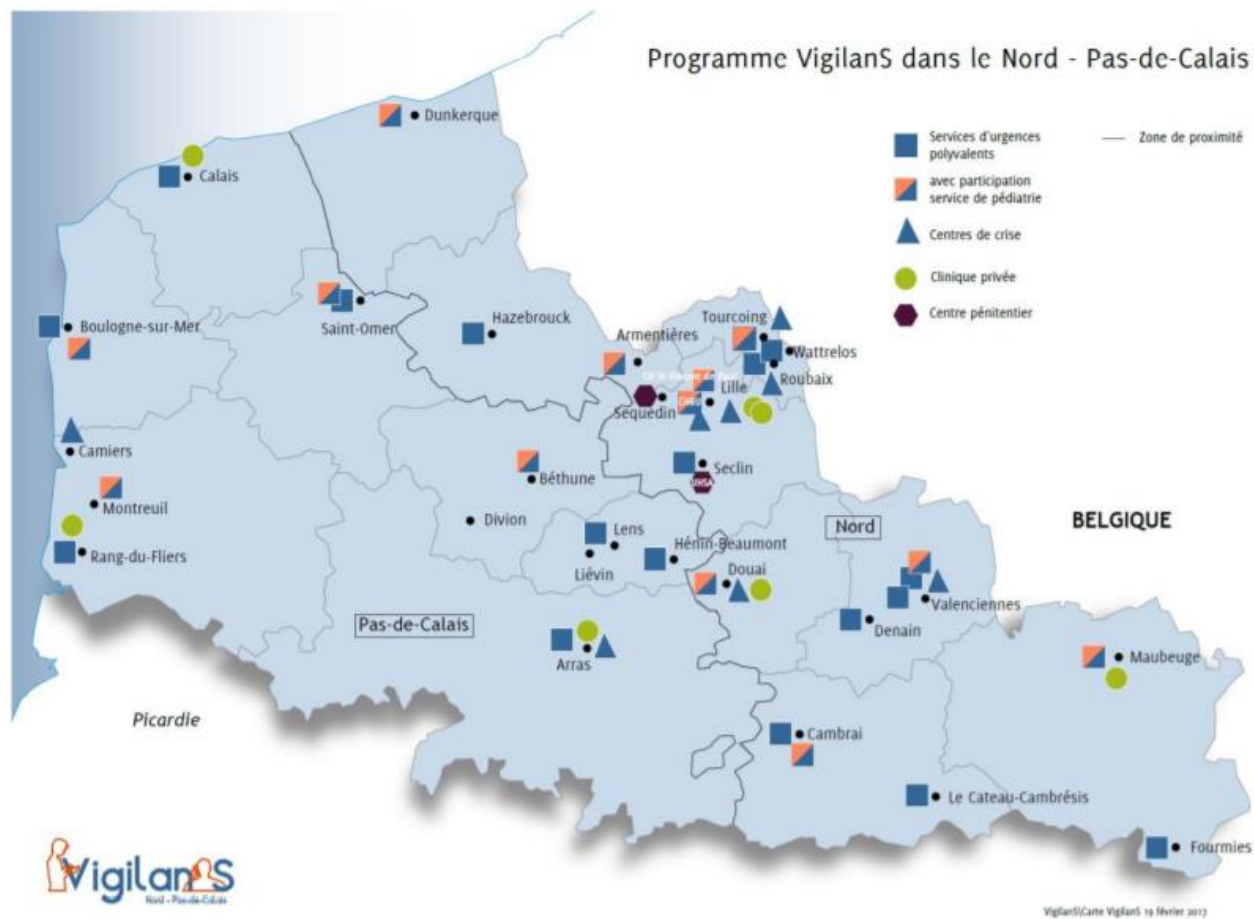 Programme VigilanS dans le Nord - Pas-de-Calais
Services d'urgences
polyvalents
Zone de proximité
avec participation
service de pédiatrie
Centres de crise
Clinique privée
Centre pénitentier
Dunkerque
Calais
Saint-Omer
Boulogne-sur-Mer
Hazebrouck
Armentières
Tourcoing
Wattrelos
Roubaix
Lille
CHRU
Sequedin
Camiers
Seclin
UHSA
Béthune
Montreuil
Divion
Nord
BELGIQUE
Lens
Rang-du-Fliers
Hénin-Beaumont
Liévin
Douai
Valenciennes
Denain
Pas-de-Calais
Arras
Maubeuge
Picardie
Cambrai
Le Cateau-Cambrésis
Fourmies
VigilanS
Nord - Pas-de-Calais
VigilanS\Carte VigilanS 19 février 2017